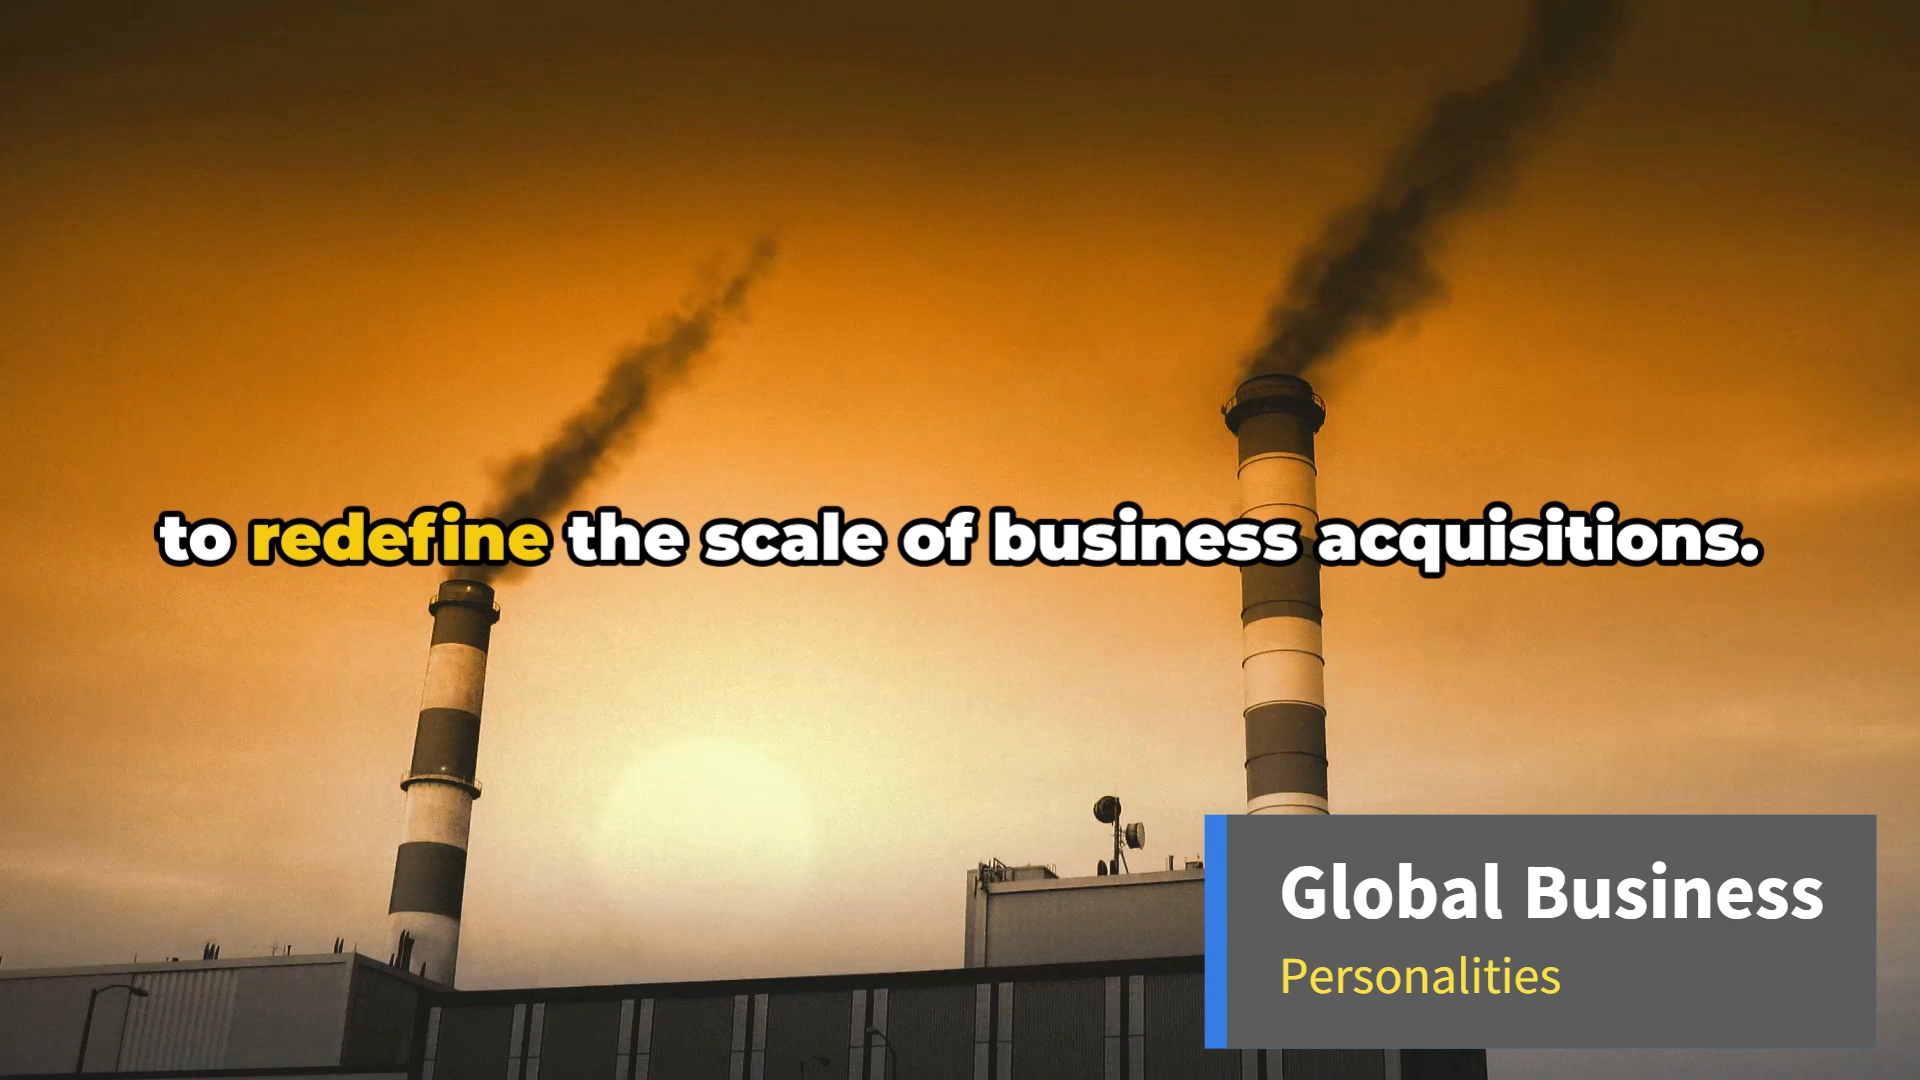 to redefine the scale of business acquisitions.
Global Business
Personalities